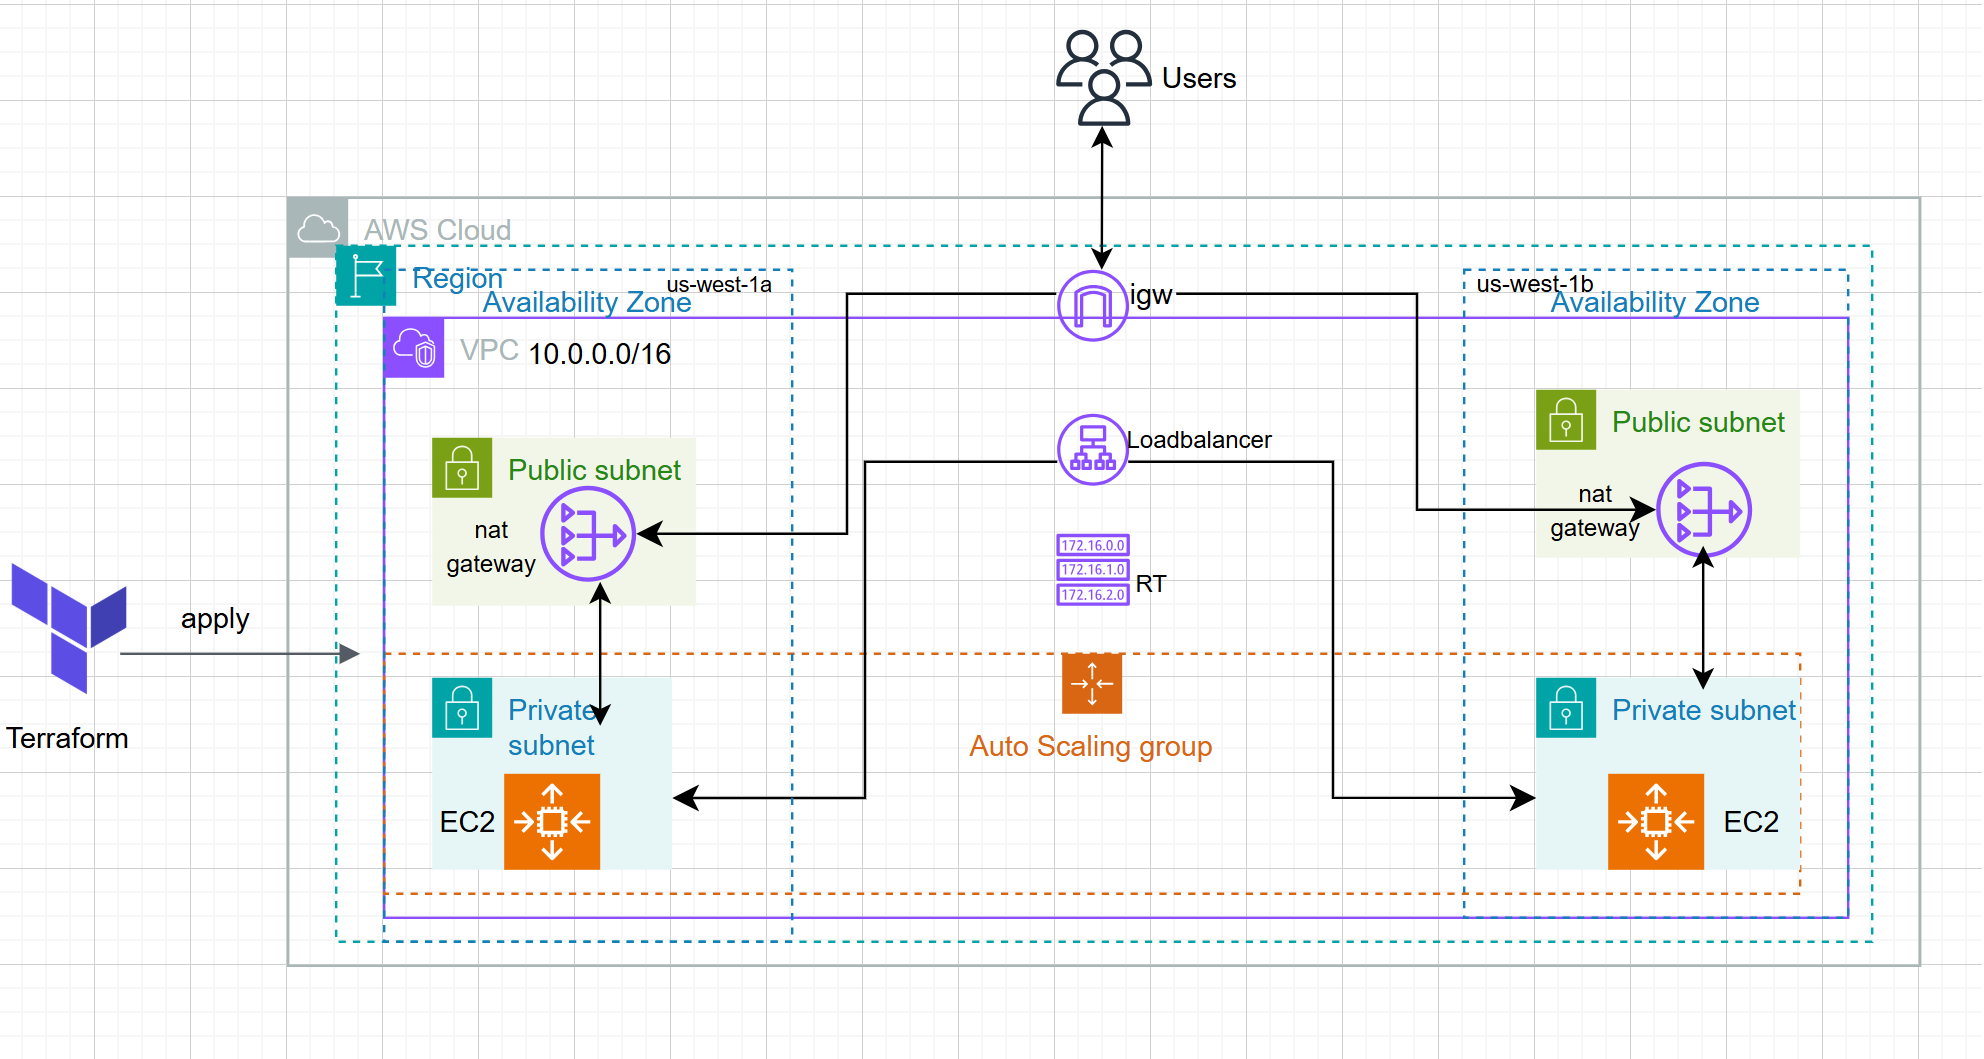 Users
AWS Cloud
Region
us-west-1a
Availability Zone
igw
us-west-1b
Availability Zone
VPC 10.0.0.0/16
Public subnet
nat
gateway
Loadbalancer
Public subnet
nat
gateway
172.16.0.0
172.16.1.0
172.16.2.0
RT
apply
Terraform
Private
subnet
EC2
Auto Scaling group
Private subnet
EC2